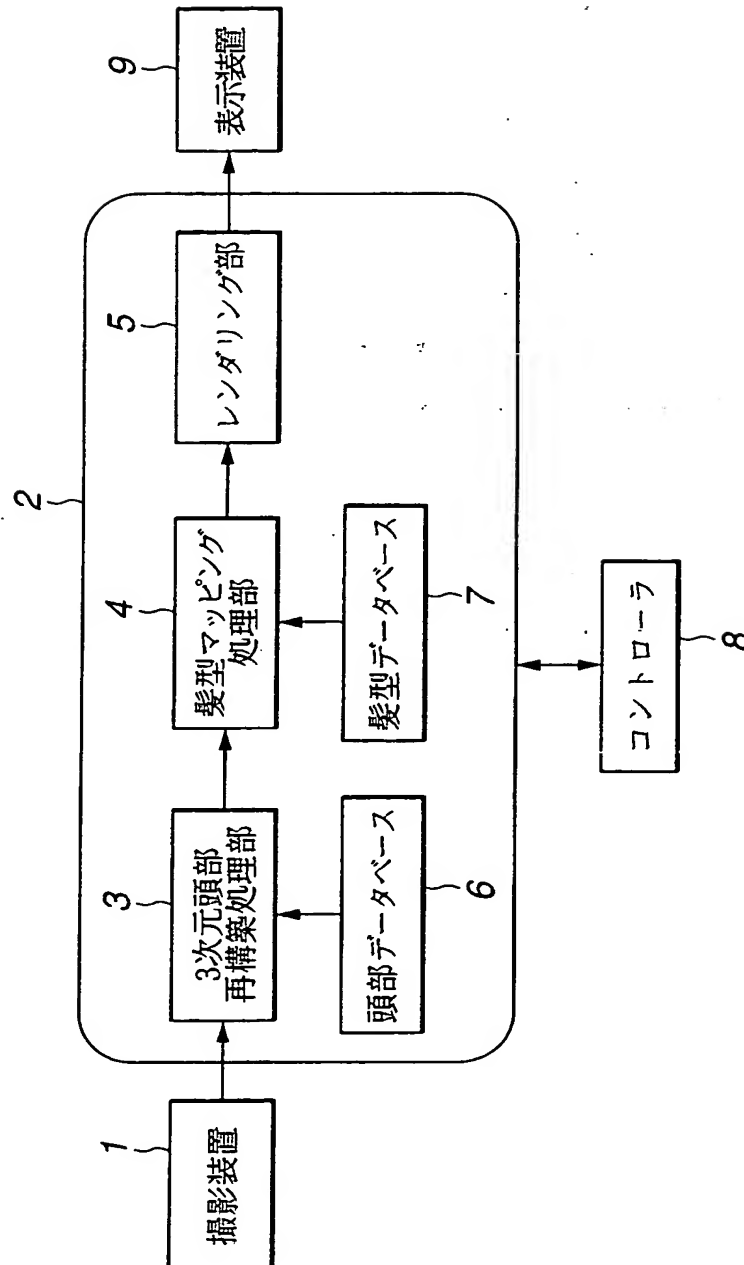 1
撮影装置
2
3
3次元頭部
再構築処理部
4
髪型マッピング
処理部
5
レンダリング部
6
頭部データベース
7
髪型データベース
8
コントローラ
9
表示装置